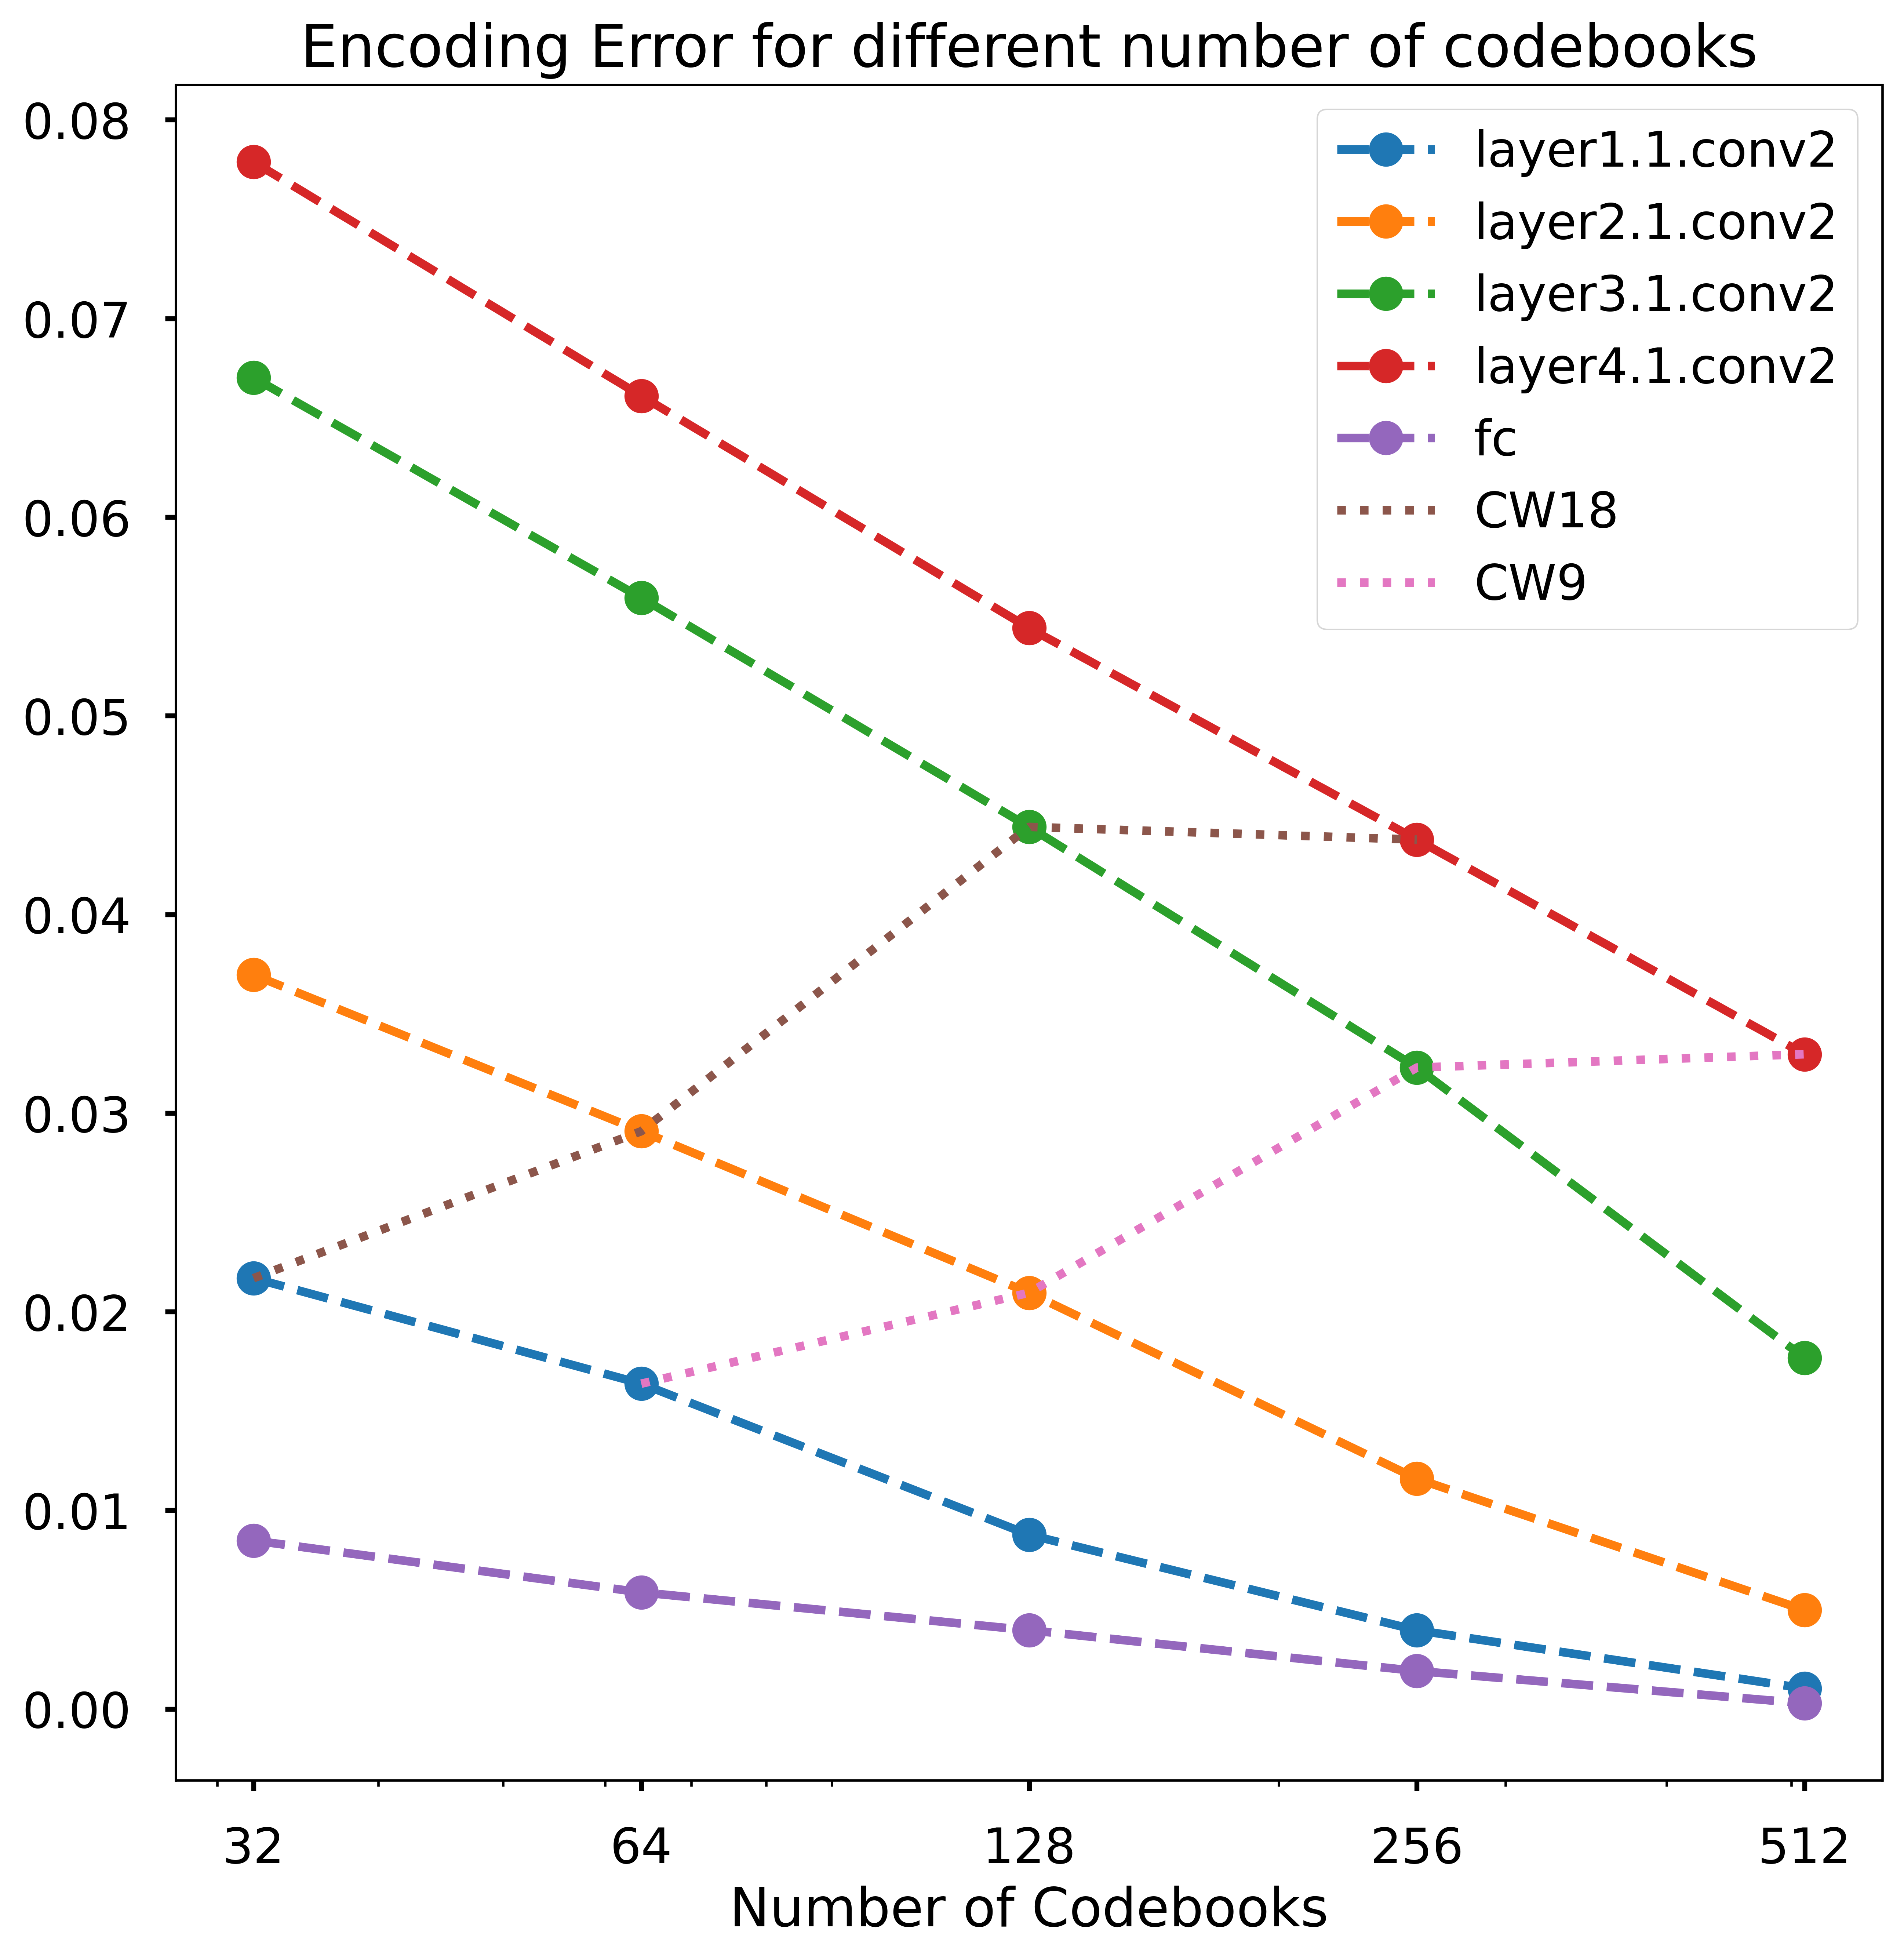 Encoding Error for different number of codebooks
0.08
0.07
0.06
0.05
0.04
0.03
0.02
0.01
0.00
layer1.1.conv2
layer2.1.conv2
layer3.1.conv2
layer4.1.conv2
fc
CW18
CW9
32 64 128 256 512
Number of Codebooks